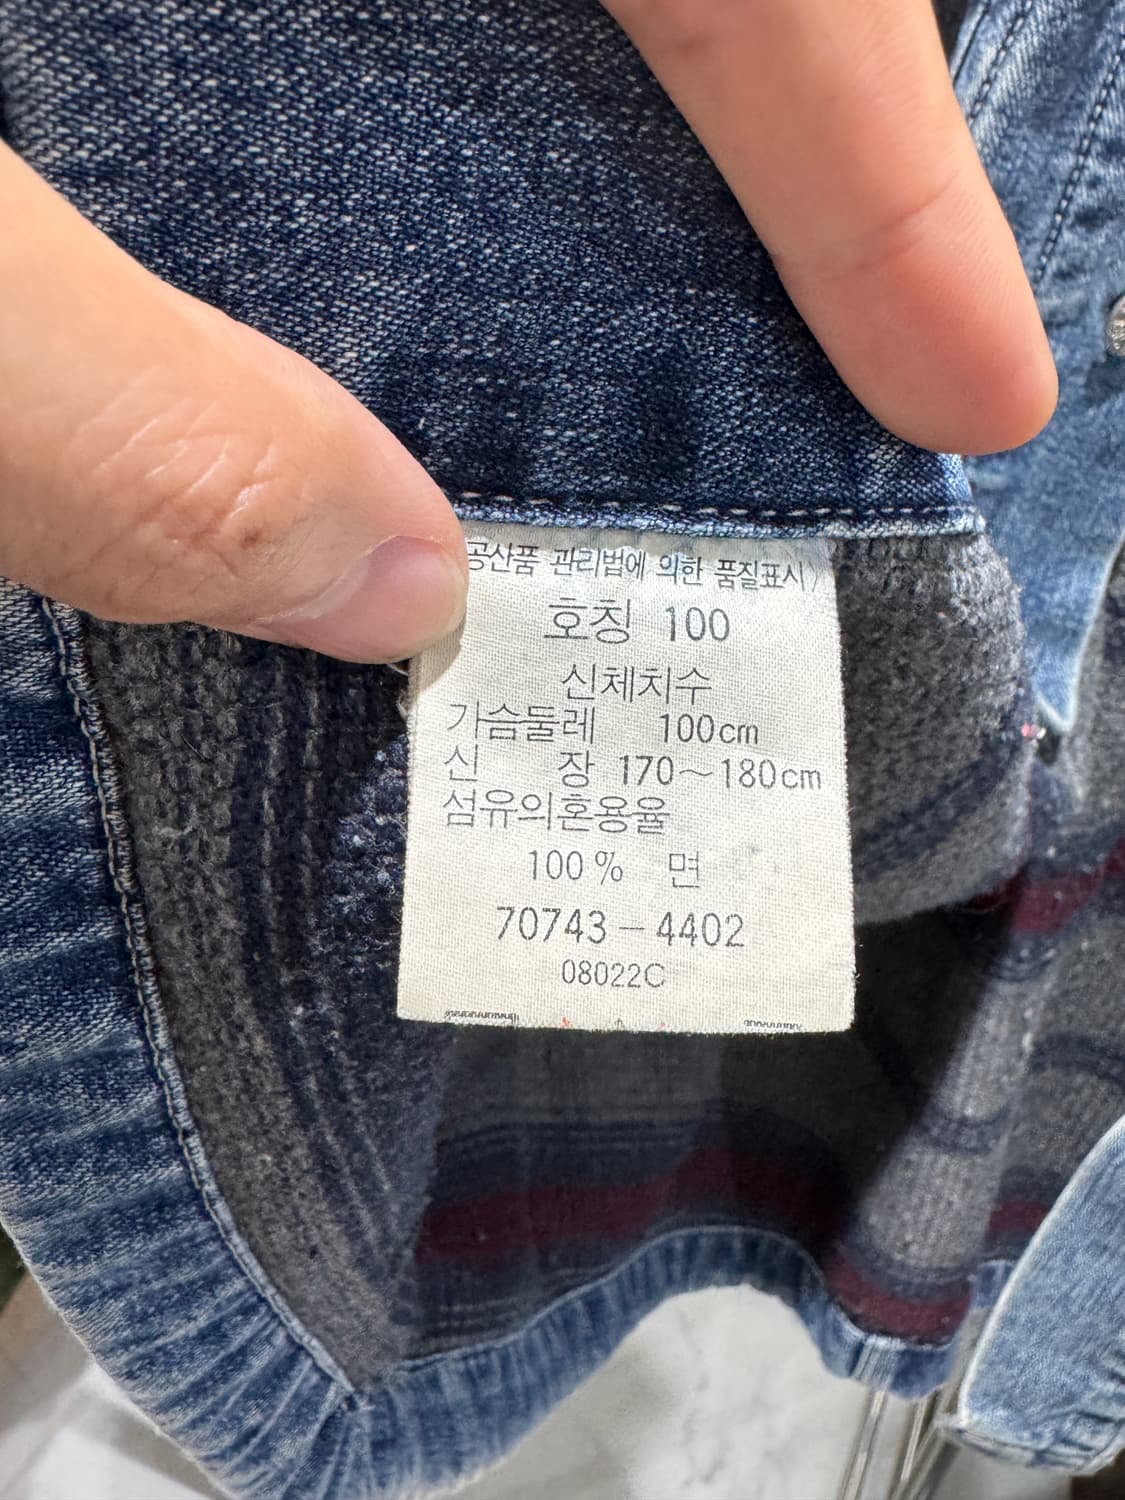 공산품 관리법에 의한 품질표시 〉
호칭 100
신체치수
가슴둘레 100cm
신 장 170～180cm
섬유의혼용율
100% 면
70743-4402
08022C